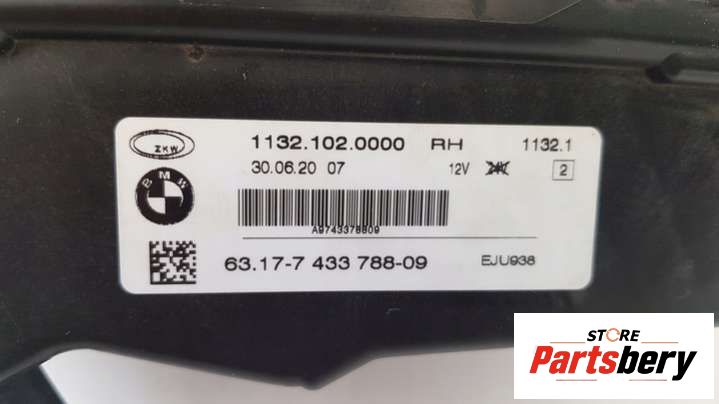 ZKW
1132.102.0000 RH 1132.1
30.06.20 07 12V 24V 2
BMW
A9743378809
63.17-7 433 788-09 EJU938
STORE
Partsbery